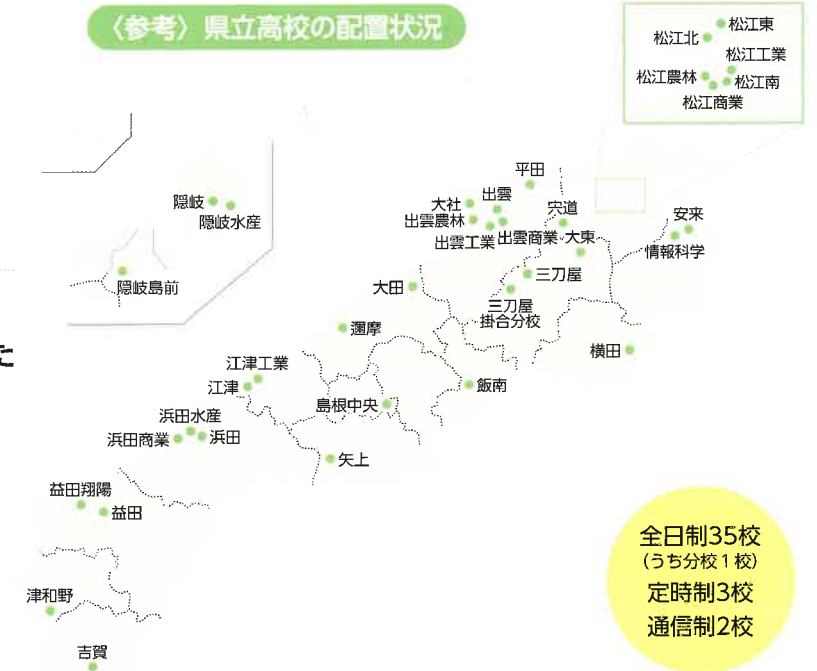 〈参考〉県立高校の配置状況
松江東
松江北
松江工業
松江農林
松江南
松江商業
隠岐
隠岐水産
隠岐島前
平田
出雲
大社
宍道
出雲農林
出雲工業
出雲商業
大東
安来
情報科学
三刀屋
大田
三刀屋
掛合分校
邇摩
横田
江津工業
江津
飯南
島根中央
浜田水産
浜田商業
浜田
矢上
益田翔陽
益田
津和野
吉賀
た
全日制35校
(うち分校1校)
定時制3校
通信制2校